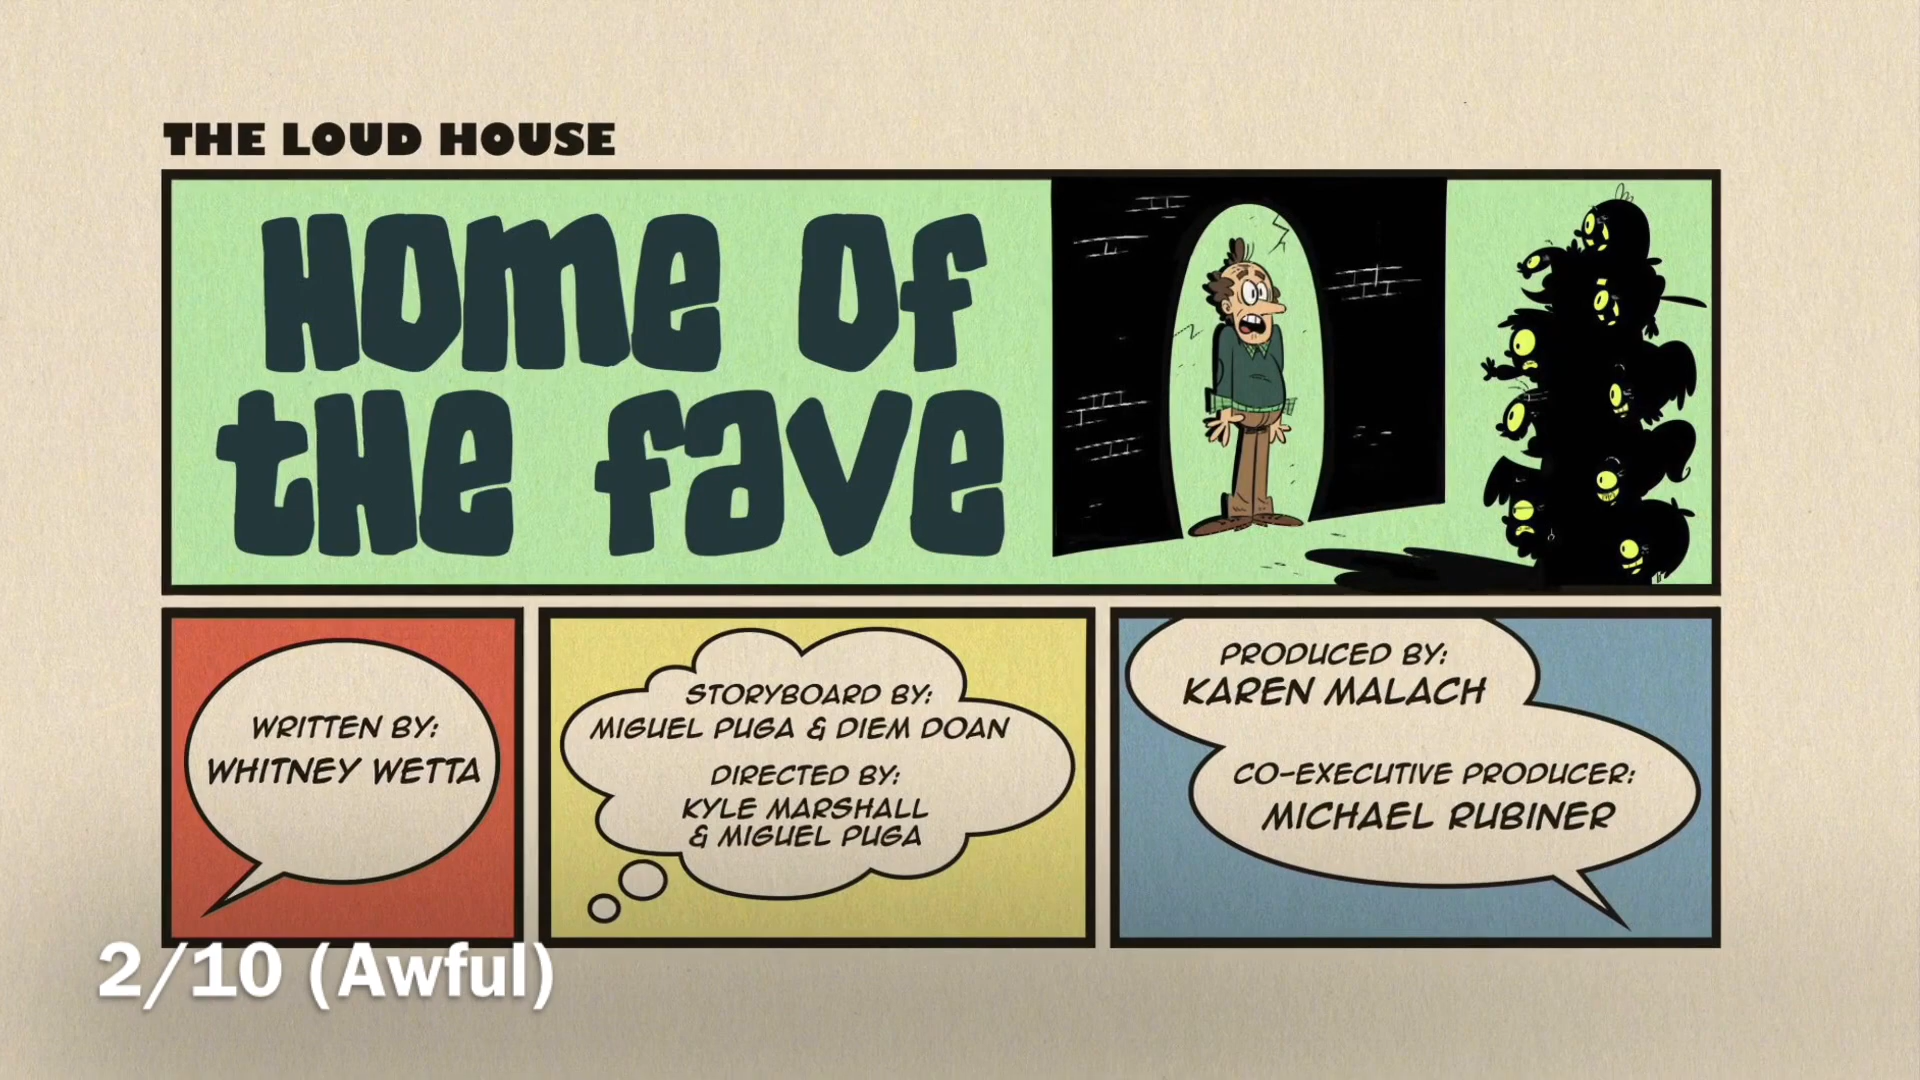 THE LOUD HOUSE
HOME OF
THE FAVE
WRITTEN BY:
WHITNEY WETTA
STORYBOARD BY:
MIGUEL PUGA & DIEM DOAN
DIRECTED BY:
KYLE MARSHALL
& MIGUEL PUGA
PRODUCED BY:
KAREN MALACH
CO-EXECUTIVE PRODUCER:
MICHAEL RUBINER
2/10 (Awful)